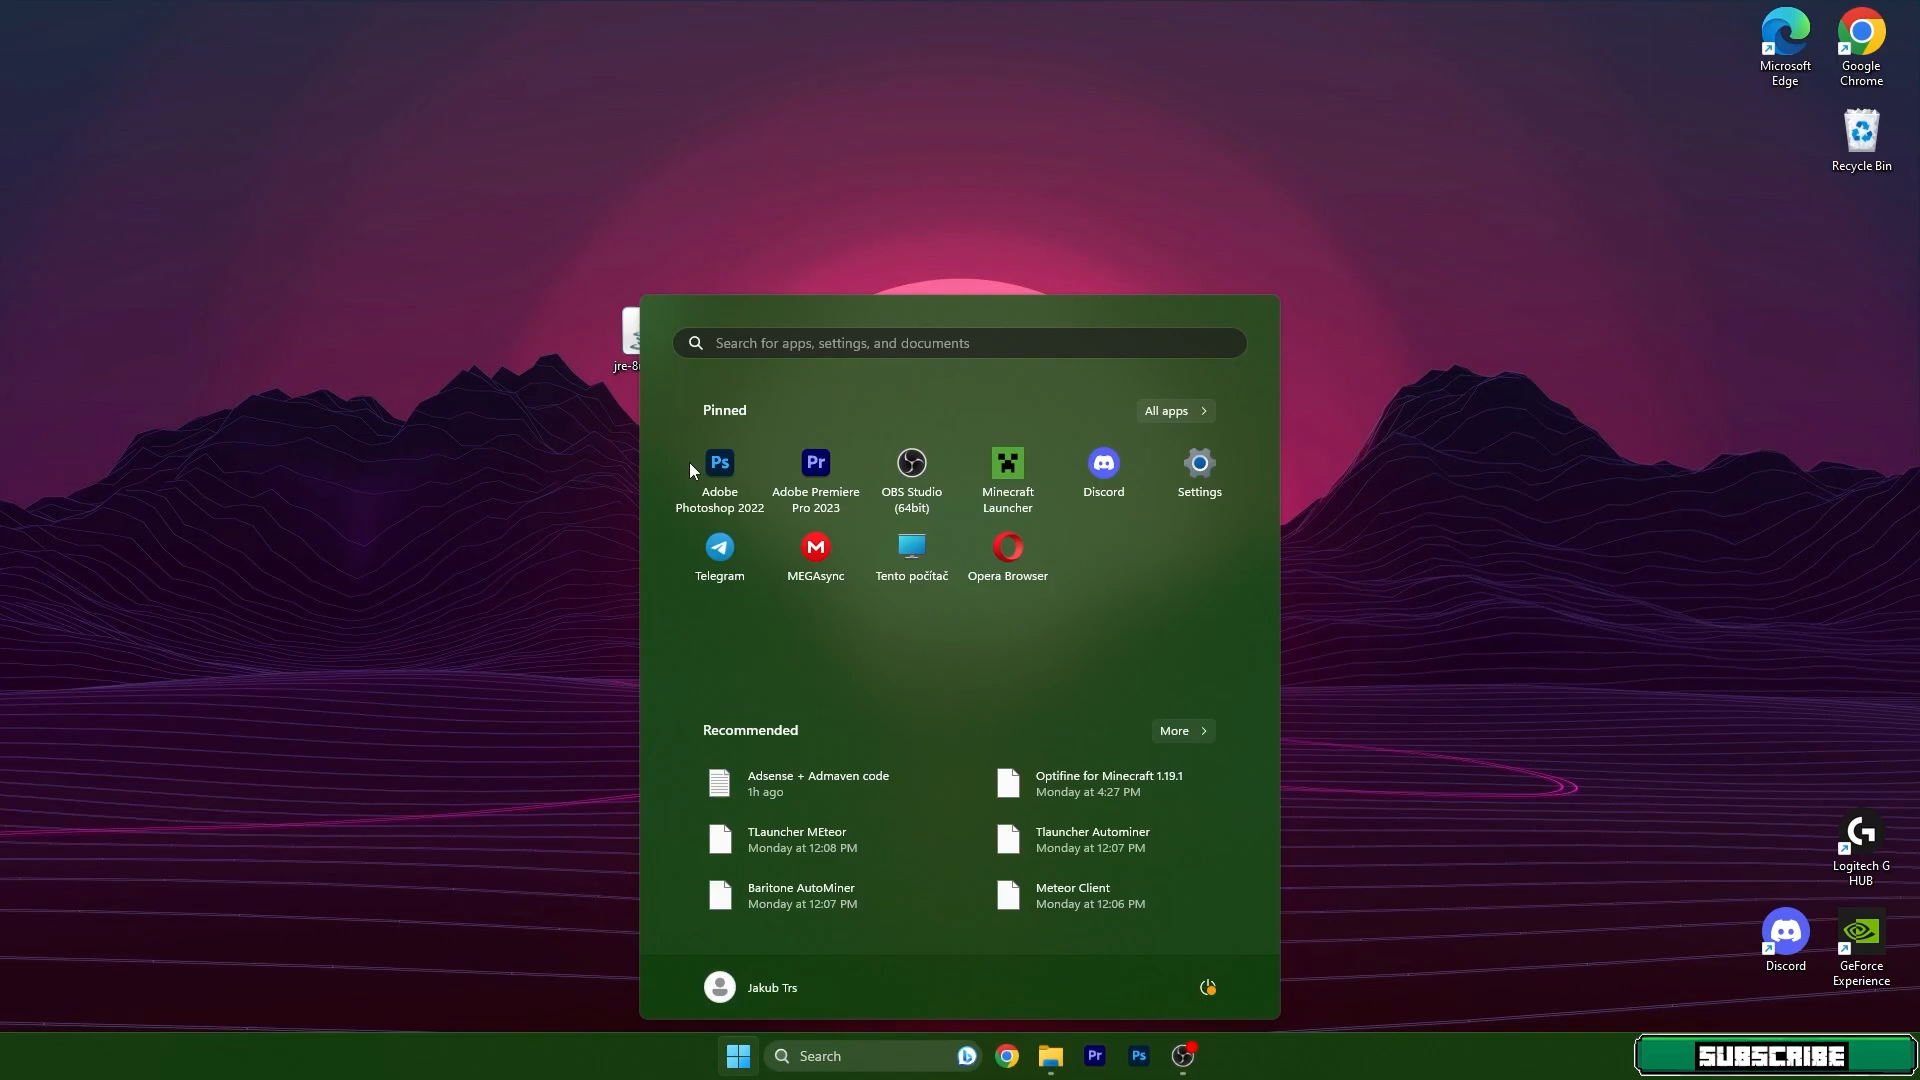 Microsoft
Edge
Google
Chrome
Recycle Bin
jre-8
Search for apps, settings, and documents
Pinned
All apps
Ps
Adobe
Photoshop 2022
Pr
Adobe Premiere
Pro 2023
OBS Studio
(64bit)
Minecraft
Launcher
Discord
Settings
Telegram
M
MEGAsync
Tento počítač
Opera Browser
Recommended
More
Adsense + Admaven code
1h ago
Optifine for Minecraft 1.19.1
Monday at 4:27 PM
TLauncher MEteor
Monday at 12:08 PM
Tlauncher Autominer
Monday at 12:07 PM
Baritone AutoMiner
Monday at 12:07 PM
Meteor Client
Monday at 12:06 PM
Jakub Trs
Logitech G
HUB
Discord
GeForce
Experience
Search
Pr
Ps
SUBSCRIBE